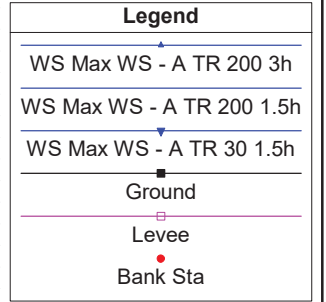 Legend
WS Max WS - A TR 200 3h
WS Max WS - A TR 200 1.5h
WS Max WS - A TR 30 1.5h
Ground
Levee
Bank Sta